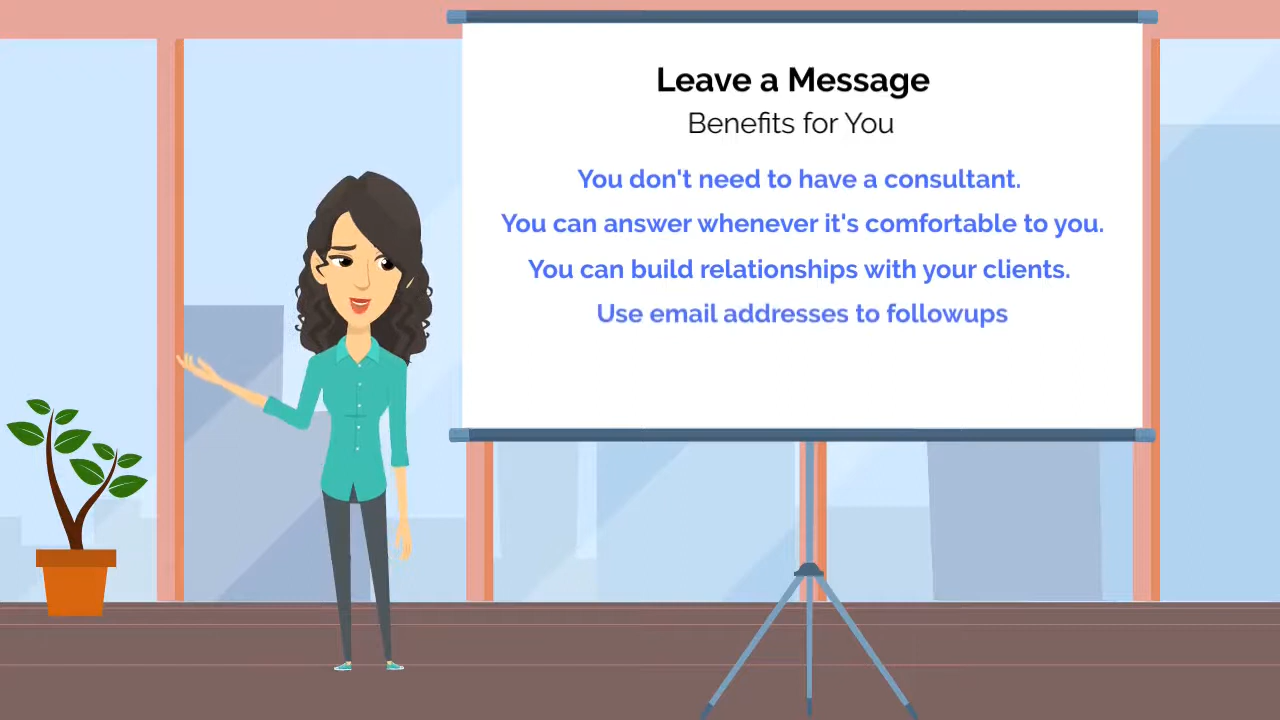 Leave a Message
Benefits for You
You don't need to have a consultant.
You can answer whenever it's comfortable to you.
You can build relationships with your clients.
Use email addresses to followups